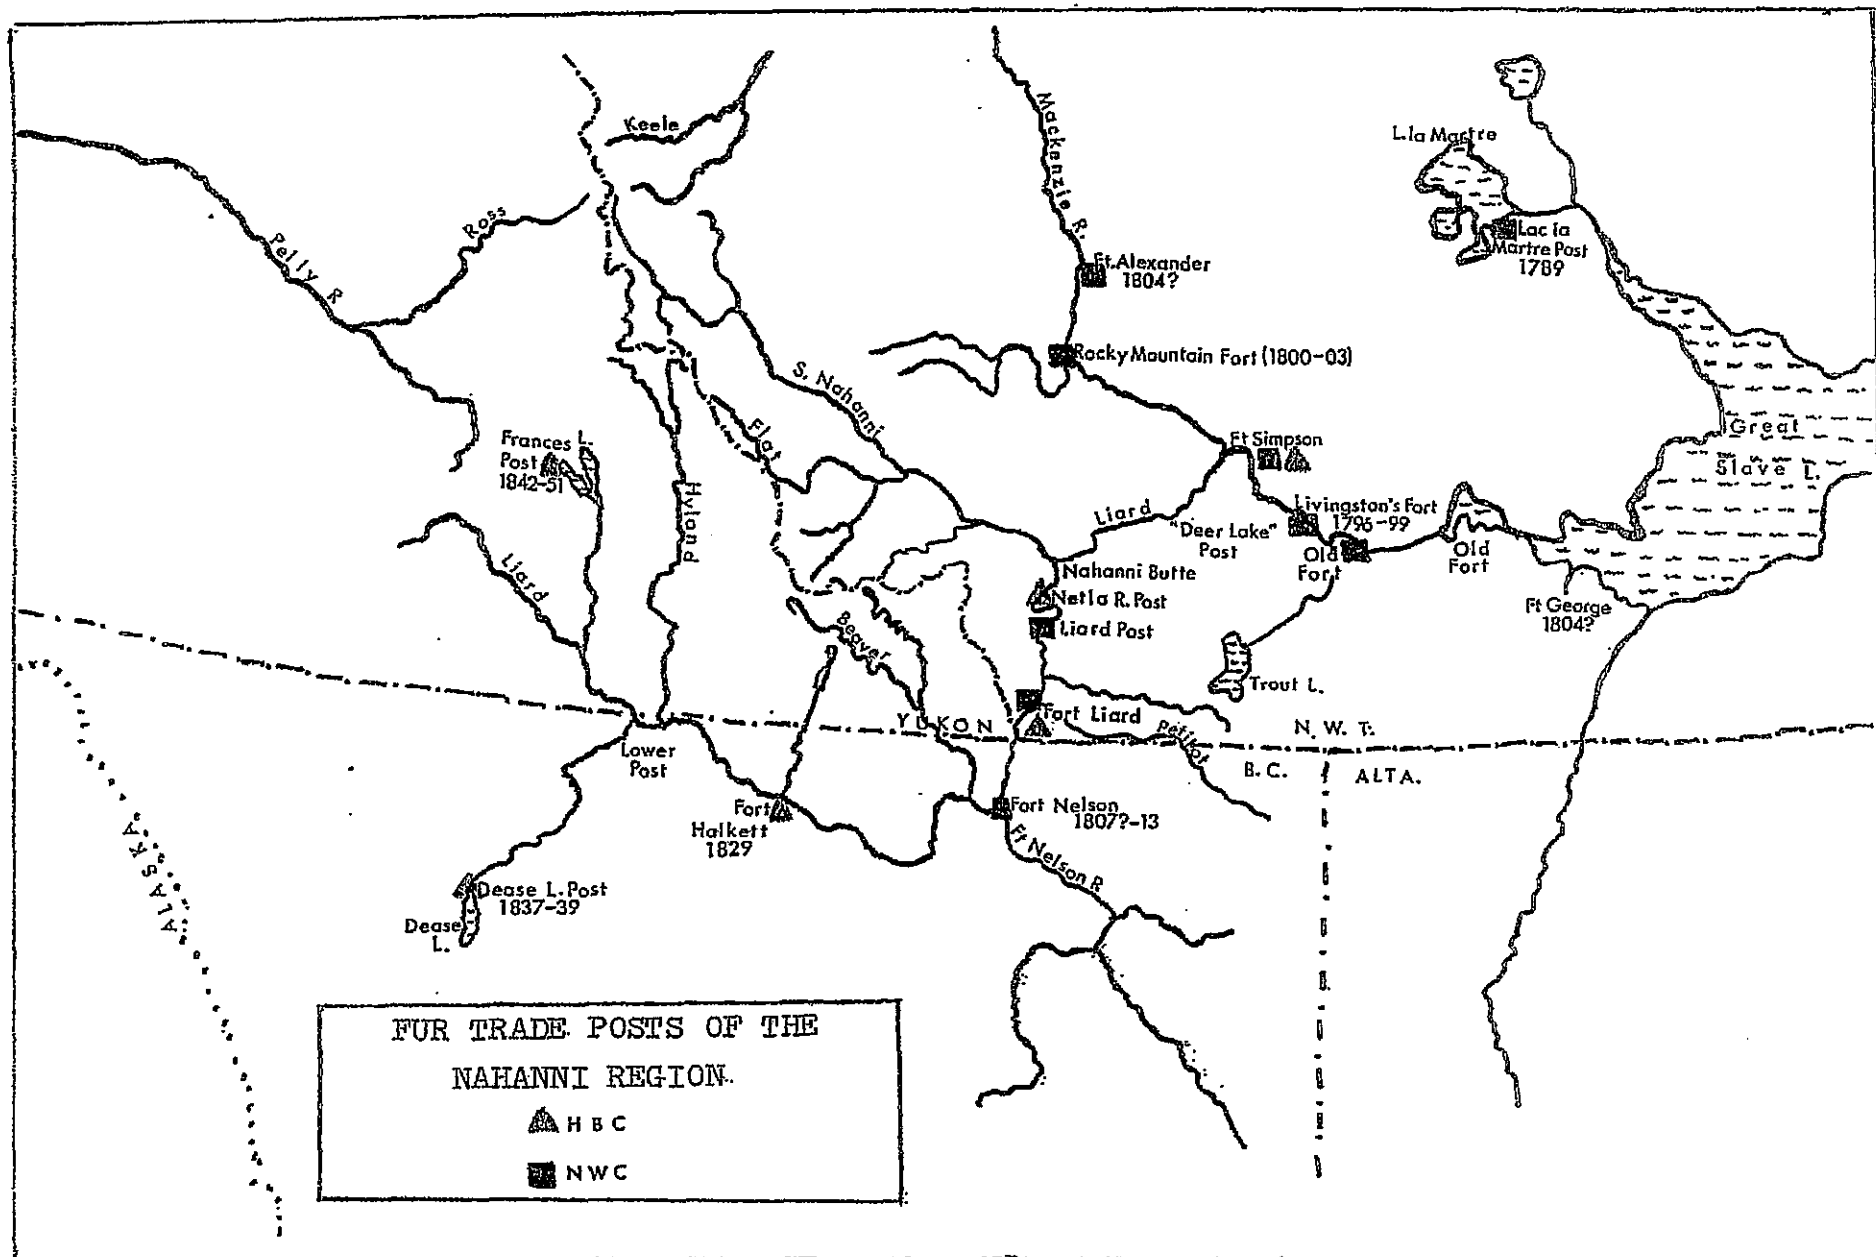 Keele
Mackenzie R.
L. la Martre
Lac la
Martre Post
1789
Ross
Pelly R
Ft. Alexander
1804?
Rocky Mountain Fort (1800-03)
S. Nahanni
Flat
Great
Slave L.
Ft Simpson
Frances L.
Post
1842-51
Hyland
Livingston's Fort
1796-99
Liard
"Deer Lake"
Post
Old
Fort
Old
Fort
Liard
Nahanni Butte
Netla R. Post
Ft George
1804?
Beaver
Liard Post
Trout L.
Fort Liard
YUKON
Petitot
N.W.T.
Lower
Post
B.C.
ALTA.
Fort
Halkett
1829
Fort Nelson
1807?-13
Ft Nelson R
ALASKA
Dease L. Post
1837-39
Dease
L.
FUR TRADE POSTS OF THE
NAHANNI REGION
HBC
NWC